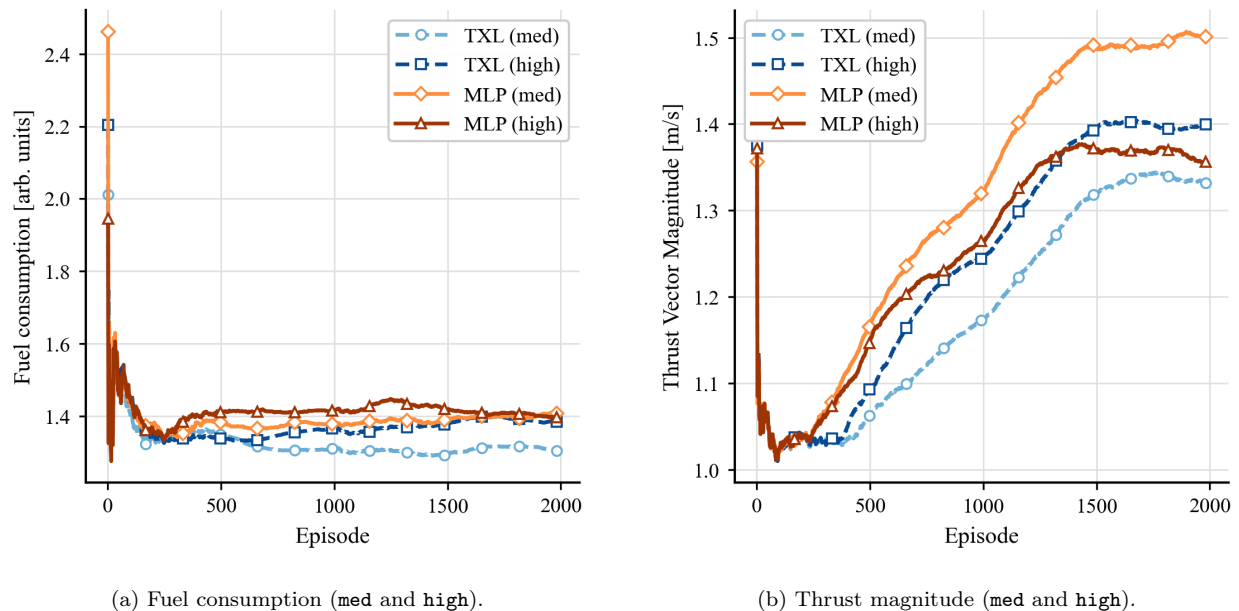 Fuel consumption [arb. units]
2.4
2.2
2.0
1.8
1.6
1.4
0
500
1000
1500
2000
Episode
TXL (med)
TXL (high)
MLP (med)
MLP (high)
(a) Fuel consumption (med and high).
Thrust Vector Magnitude [m/s]
1.5
1.4
1.3
1.2
1.1
1.0
0
500
1000
1500
2000
Episode
TXL (med)
TXL (high)
MLP (med)
MLP (high)
(b) Thrust magnitude (med and high).